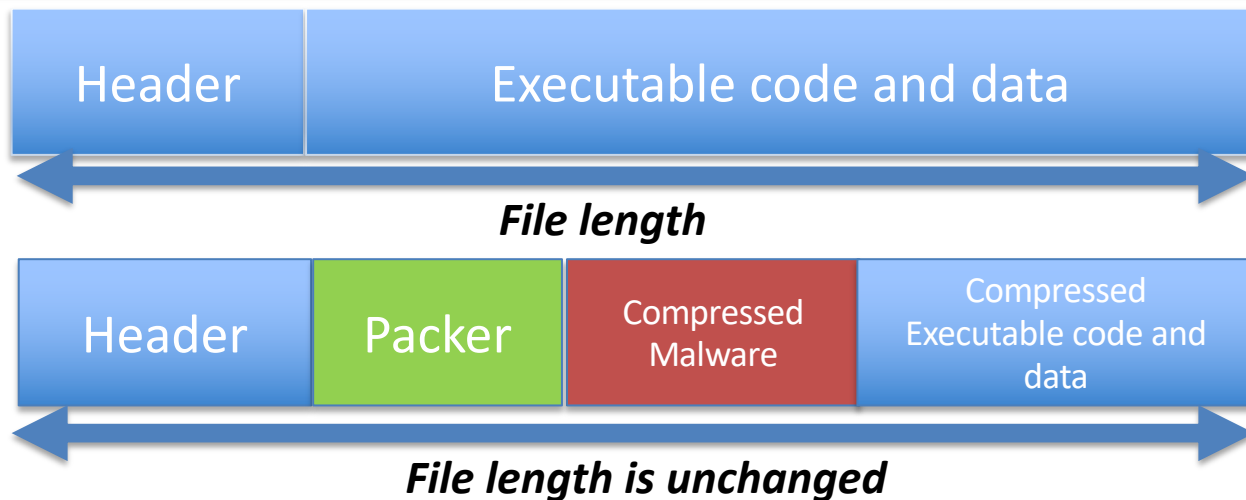 Header
Executable code and data
File length
Header
Packer
Compressed
Malware
Compressed
Executable code and
data
File length is unchanged